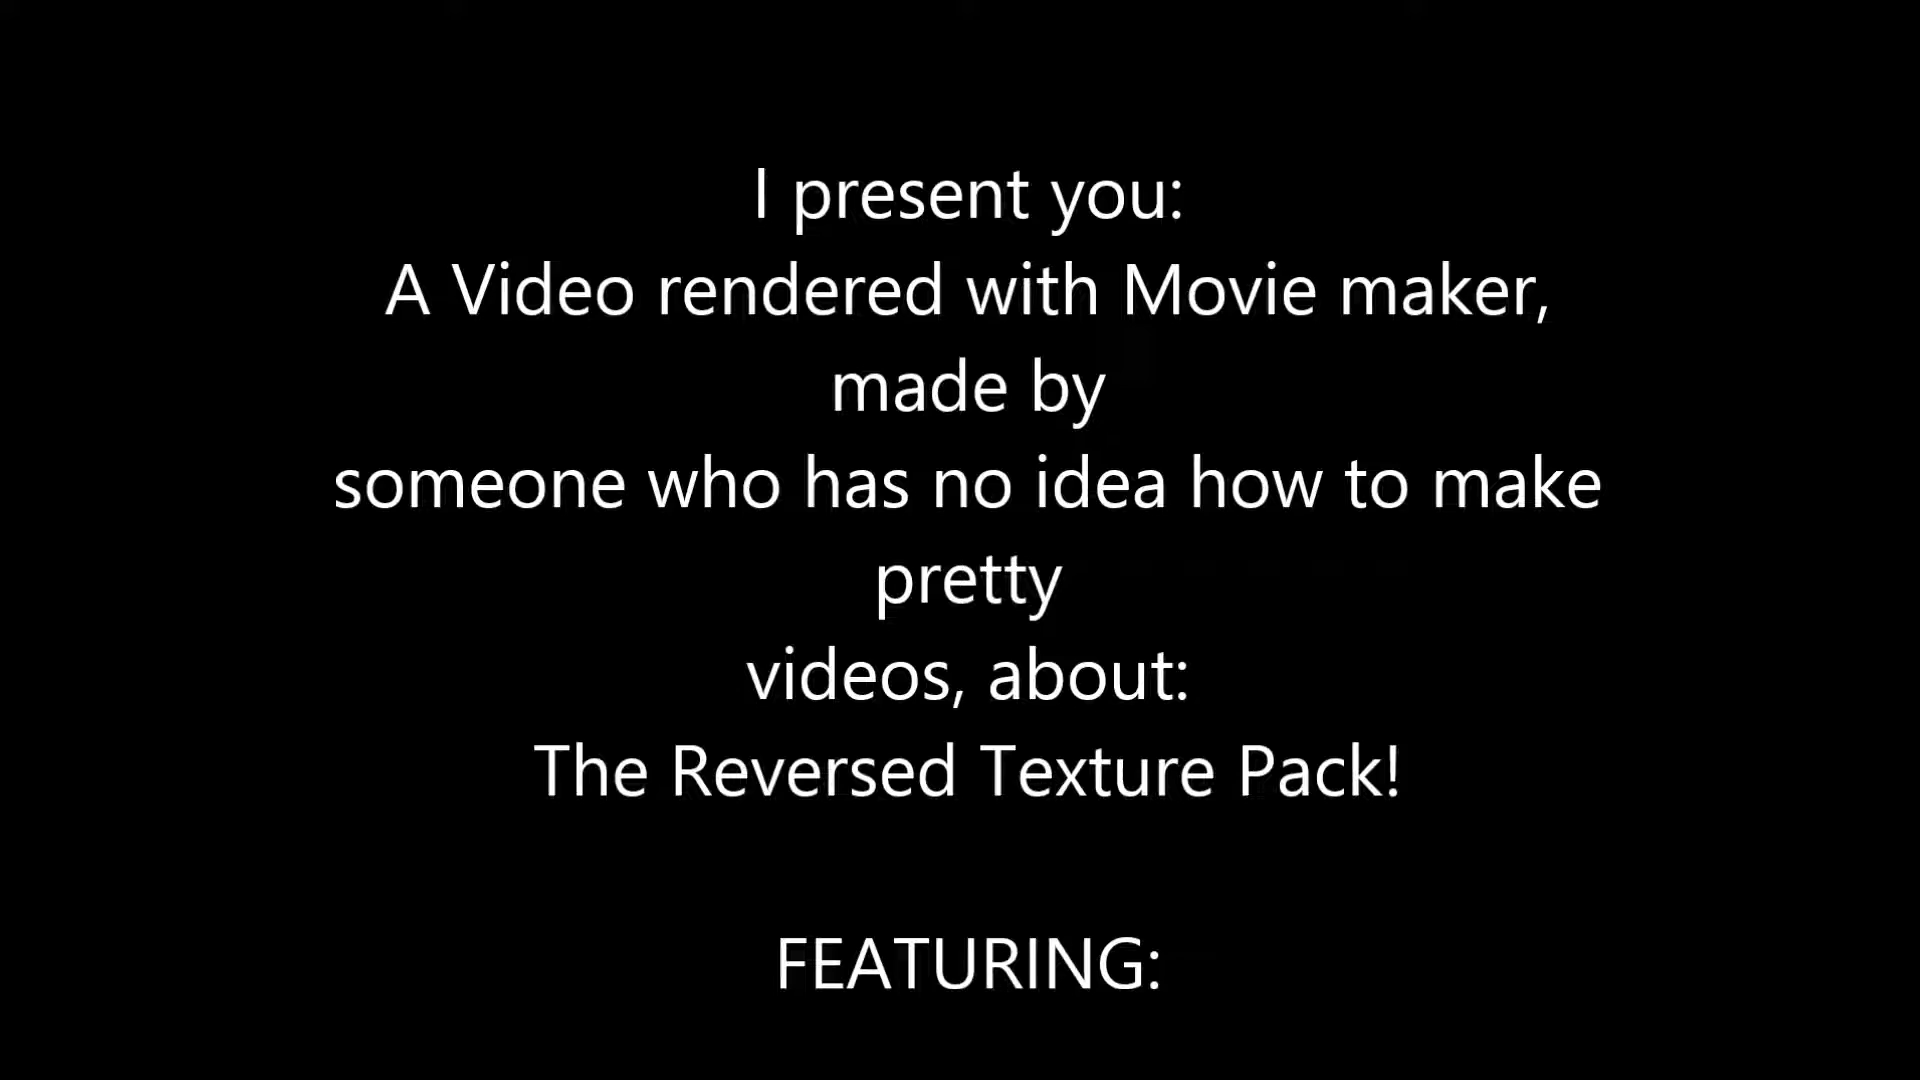 I present you:
A Video rendered with Movie maker,
made by
someone who has no idea how to make
pretty
videos, about:
The Reversed Texture Pack!
FEATURING: